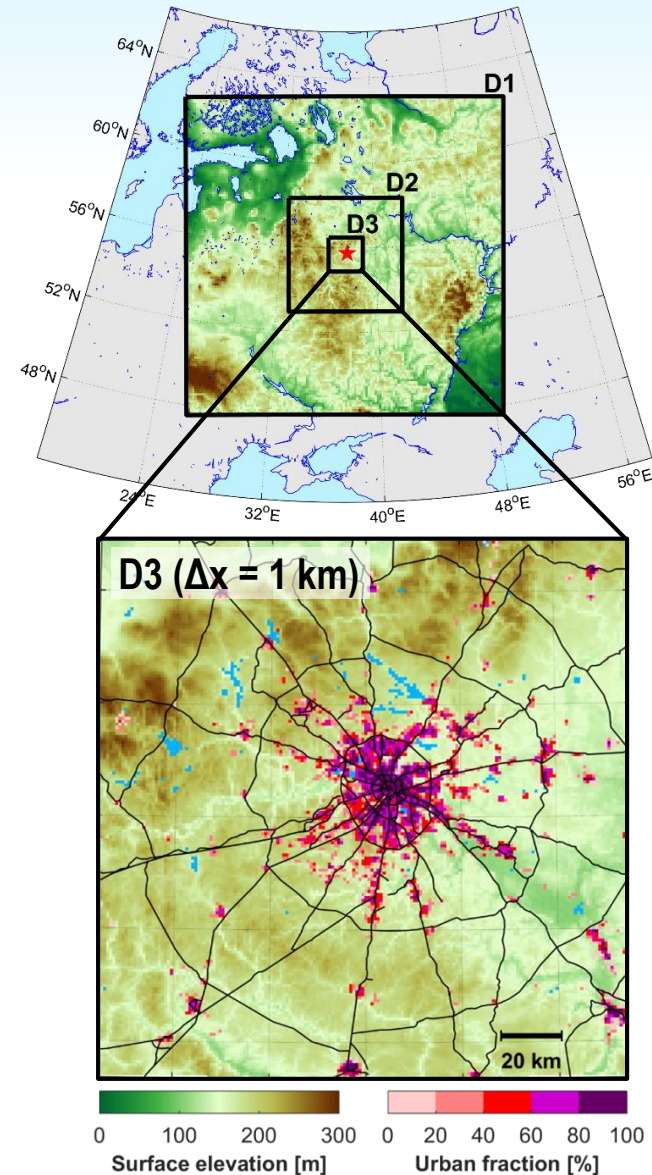 64°N
60°N
56°N
52°N
48°N
D1
D2
D3
24°E
32°E
40°E
48°E
56°E
D3 (Δx = 1 km)
20 km
0 100 200 300
Surface elevation [m]
0 20 40 60 80 100
Urban fraction [%]